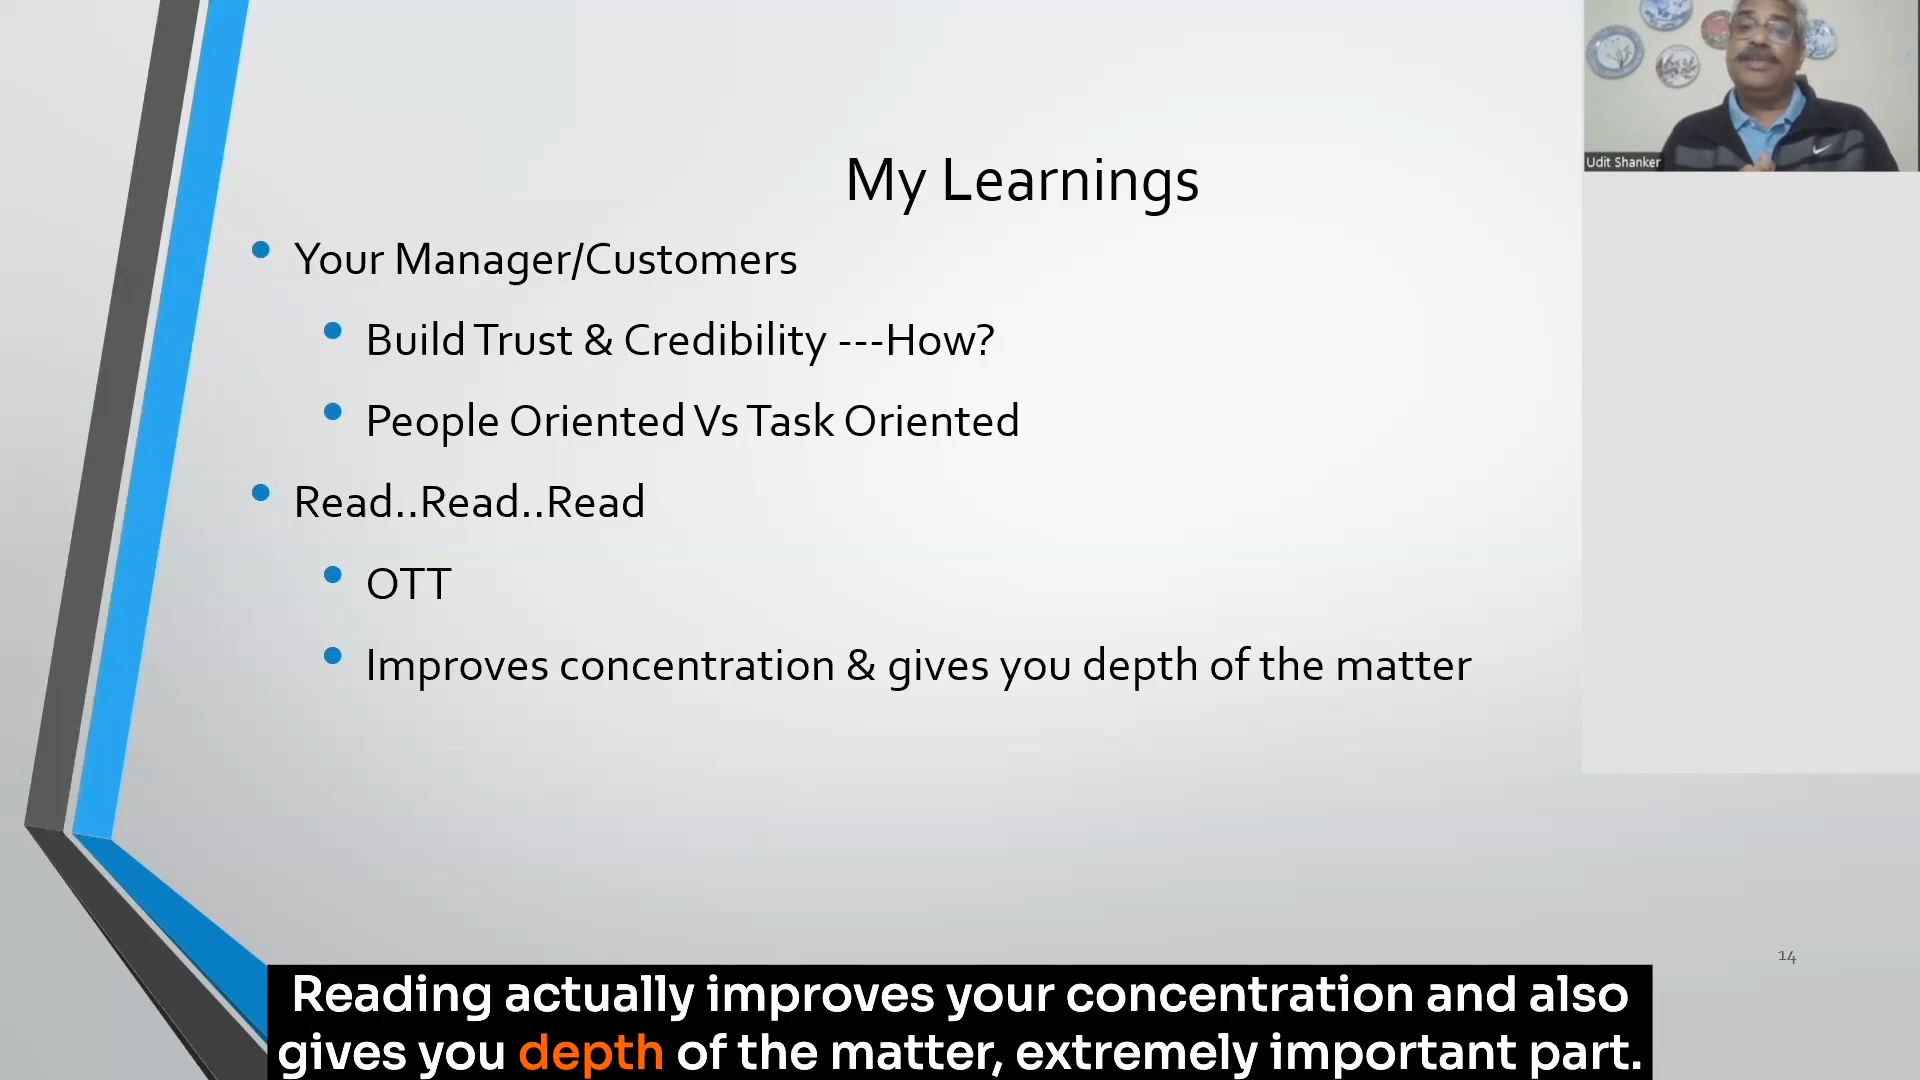 My Learnings
Your Manager/Customers
Build Trust & Credibility ---How?
People Oriented Vs Task Oriented
Read..Read..Read
OTT
Improves concentration & gives you depth of the matter
Udit Shanker
14
Reading actually improves your concentration and also
gives you depth of the matter, extremely important part.